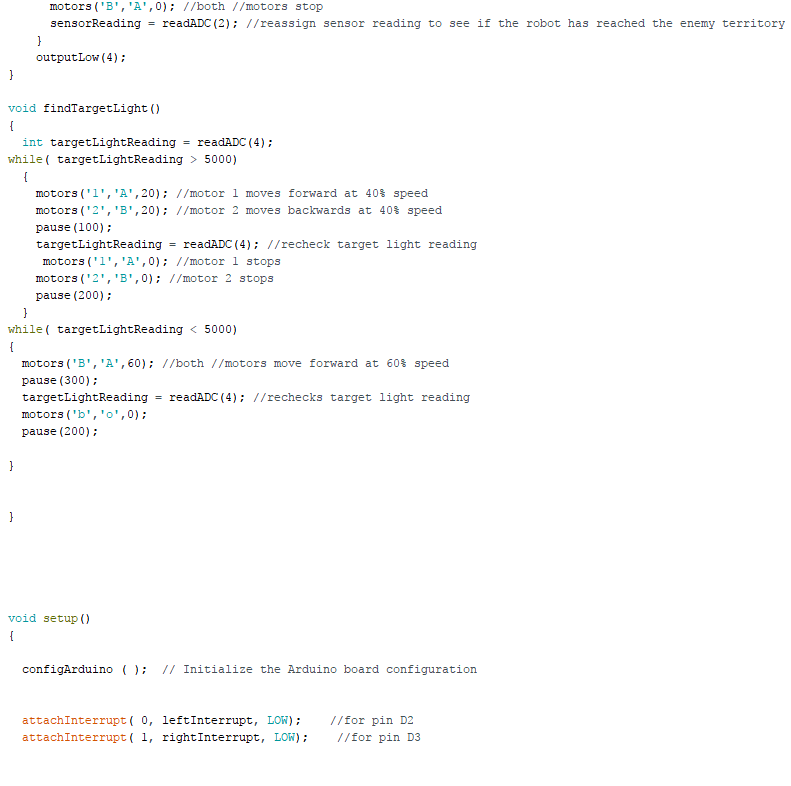 motors('B','A',0); //both //motors stop
sensorReading = readADC(2); //reassign sensor reading to see if the robot has reached the enemy territory
}
outputLow(4);
}
void findTargetLight()
{
int targetLightReading = readADC(4);
while( targetLightReading > 5000)
{
motors('1','A',20); //motor 1 moves forward at 40% speed
motors('2','B',20); //motor 2 moves backwards at 40% speed
pause(100);
targetLightReading = readADC(4); //recheck target light reading
motors('1','A',0); //motor 1 stops
motors('2','B',0); //motor 2 stops
pause(200);
}
while( targetLightReading < 5000)
{
motors('B','A',60); //both //motors move forward at 60% speed
pause(300);
targetLightReading = readADC(4); //rechecks target light reading
motors('b','o',0);
pause(200);
}
}
void setup()
{
configArduino ( ); // Initialize the Arduino board configuration
attachInterrupt( 0, leftInterrupt, LOW); //for pin D2
attachInterrupt( 1, rightInterrupt, LOW); //for pin D3